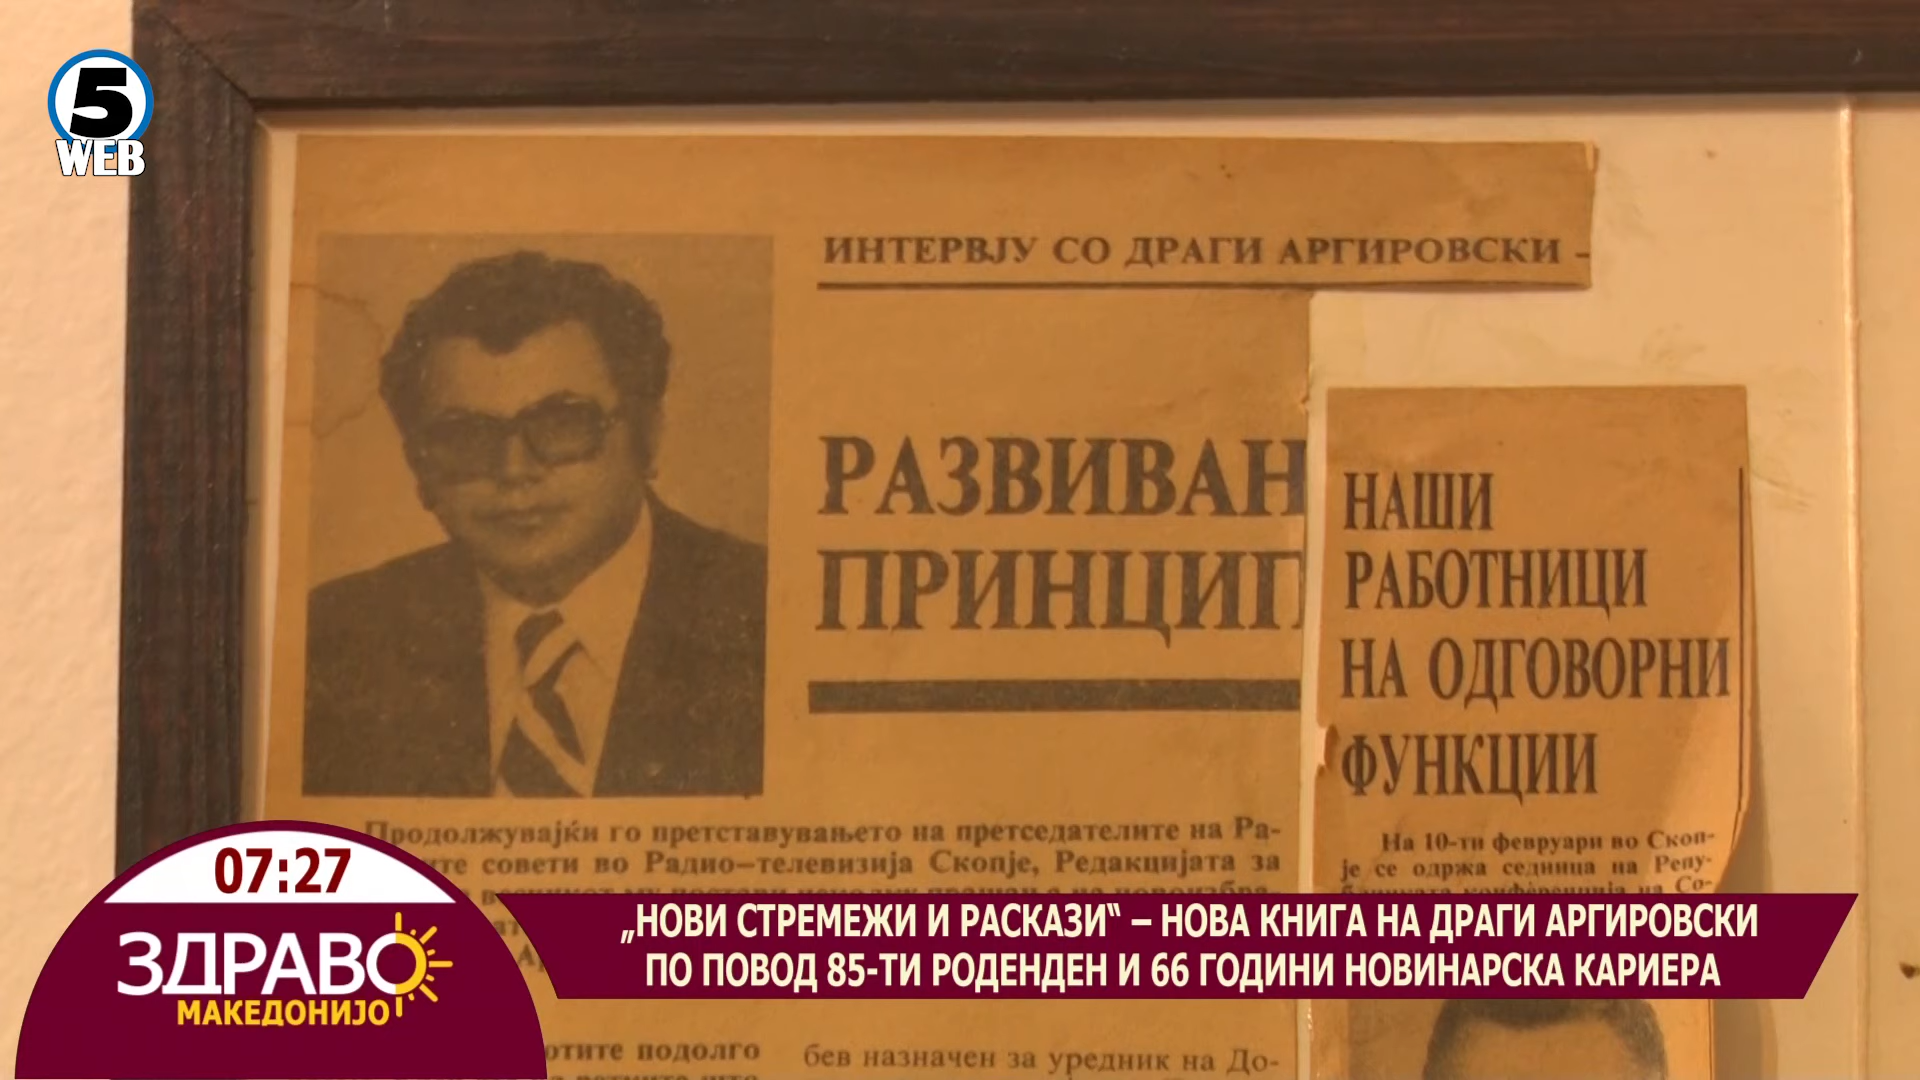 5
WEB
ИНТЕРВЈУ СО ДРАГИ АРГИРОВСКИ –
РАЗВИВАН
ПРИНЦИП
НАШИ
РАБОТНИЦИ
НА ОДГОВОРНИ
ФУНКЦИИ
Продолжувајќи го претставувањето на претседателите на Ра-
совети во Радио–телевизија Скопје, Редакцијата за
На 10-ти февруари во Скоп-
је се одржа седница на Репу-
07:27
ЗДРАВО
МАКЕДОНИЈО
„НОВИ СТРЕМЕЖИ И РАСКАЗИ“ – НОВА КНИГА НА ДРАГИ АРГИРОВСКИ
ПО ПОВОД 85-ТИ РОДЕНДЕН И 66 ГОДИНИ НОВИНАРСКА КАРИЕРА
подолго
бев назначен за уредник на До-